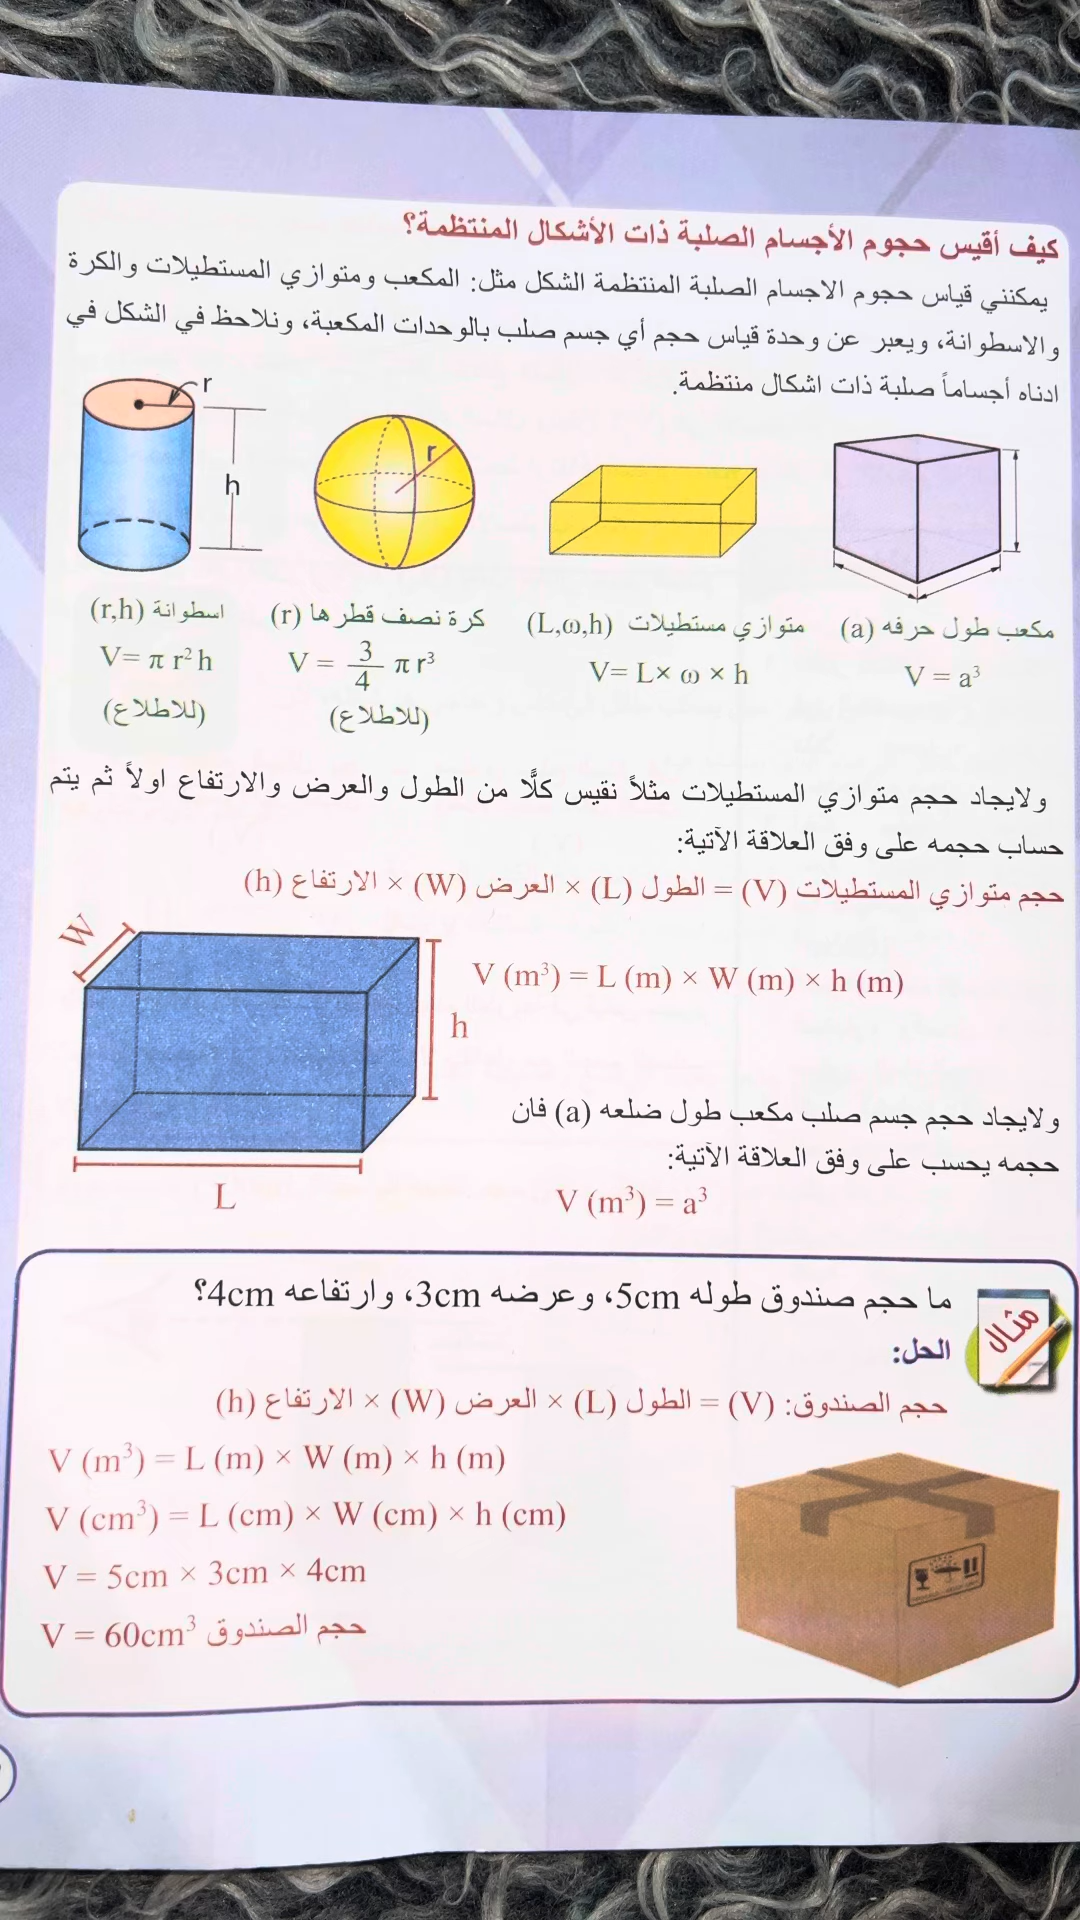 كيف أقيس حجوم الأجسام الصلبة ذات الأشكال المنتظمة؟
يمكنني قياس حجوم الاجسام الصلبة المنتظمة الشكل مثل: المكعب ومتوازي المستطيلات والكرة
والاسطوانة، ويعبر عن وحدة قياس حجم أي جسم صلب بالوحدات المكعبة، ونلاحظ في الشكل في
ادناه أجساماً صلبة ذات اشكال منتظمة.
r
h
r
مكعب طول حرفه (a)
V = a³
متوازي مستطيلات (L,ω,h)
V= L× ω × h
كرة نصف قطرها (r)
V = 3/4 π r³
(للاطلاع)
اسطوانة (r,h)
V= π r² h
(للاطلاع)
ولايجاد حجم متوازي المستطيلات مثلاً نقيس كلًّا من الطول والعرض والارتفاع اولاً ثم يتم
حساب حجمه على وفق العلاقة الآتية:
حجم متوازي المستطيلات (V) = الطول (L) × العرض (W) × الارتفاع (h)
W
V (m³) = L (m) × W (m) × h (m)
h
ولايجاد حجم جسم صلب مكعب طول ضلعه (a) فان
حجمه يحسب على وفق العلاقة الآتية:
L
V (m³) = a³
مثال
ما حجم صندوق طوله 5cm، وعرضه 3cm، وارتفاعه 4cm؟
الحل:
حجم الصندوق: (V) = الطول (L) × العرض (W) × الارتفاع (h)
V (m³) = L (m) × W (m) × h (m)
V (cm³) = L (cm) × W (cm) × h (cm)
V = 5cm × 3cm × 4cm
V = 60cm³ حجم الصندوق